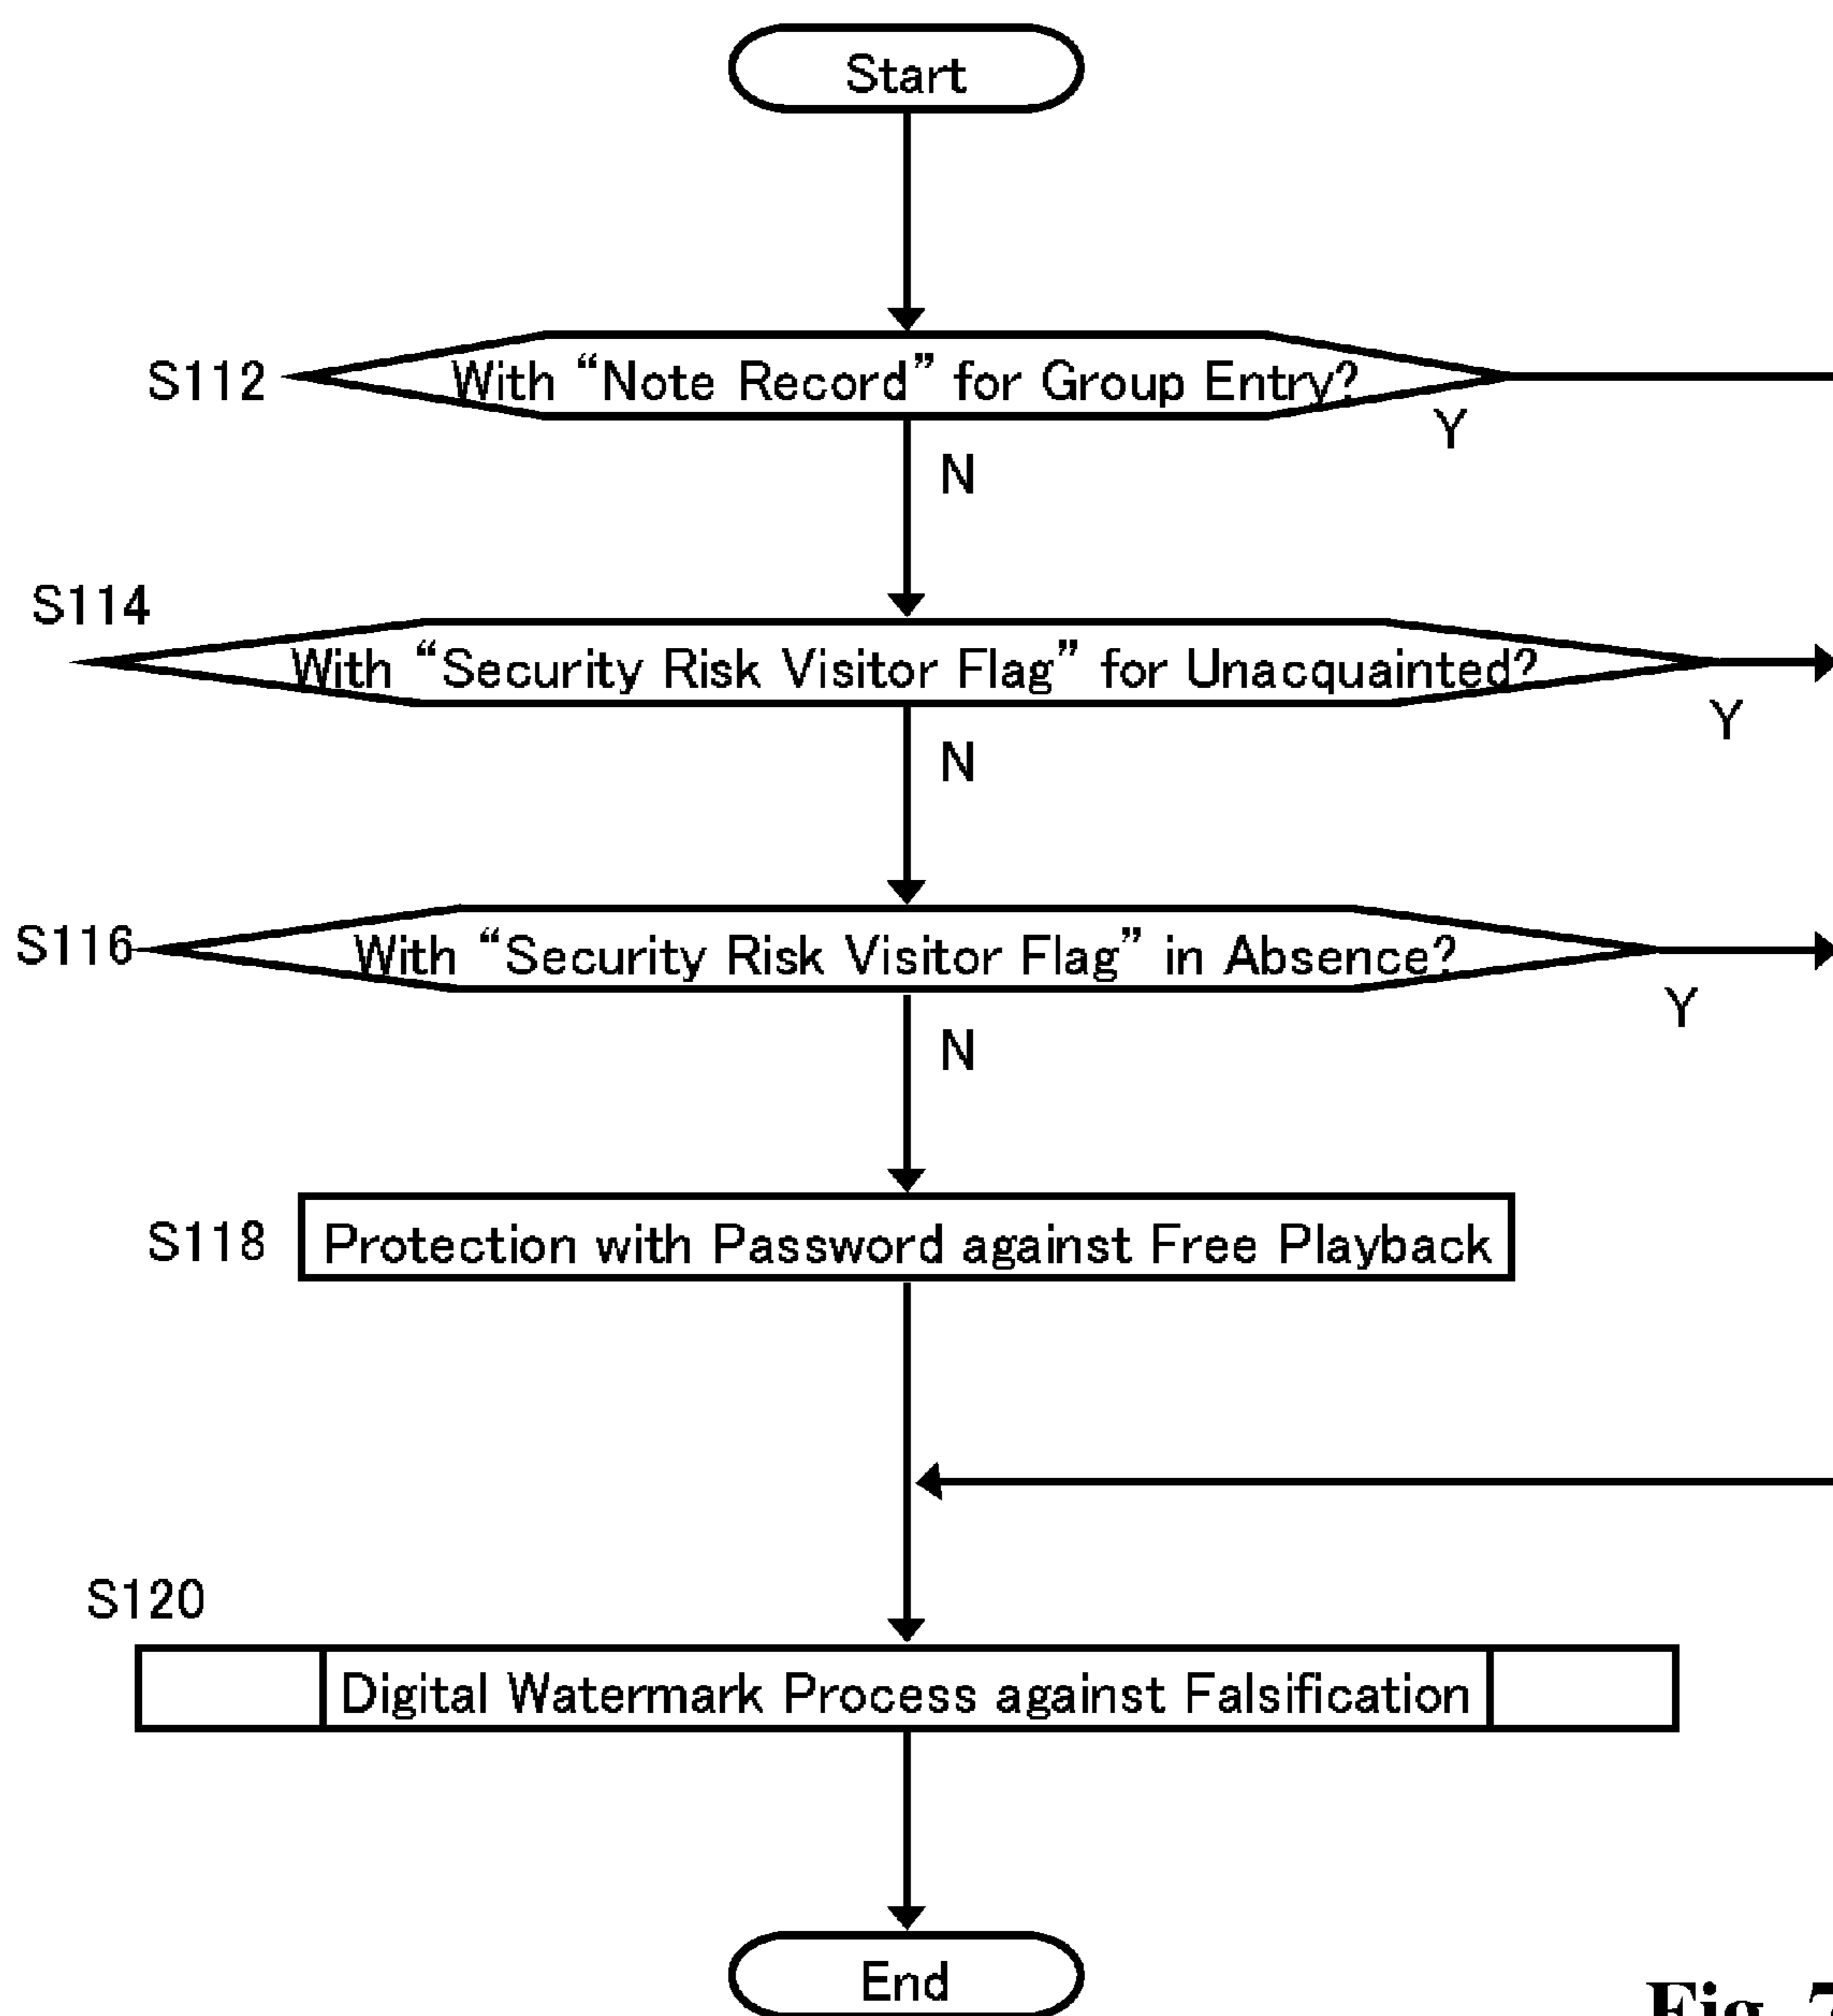 Start
S112
With “Note Record” for Group Entry?
Y
N
S114
With “Security Risk Visitor Flag” for Unacquainted?
Y
N
S116
With “Security Risk Visitor Flag” in Absence?
Y
N
S118
Protection with Password against Free Playback
S120
Digital Watermark Process against Falsification
End
Fig.